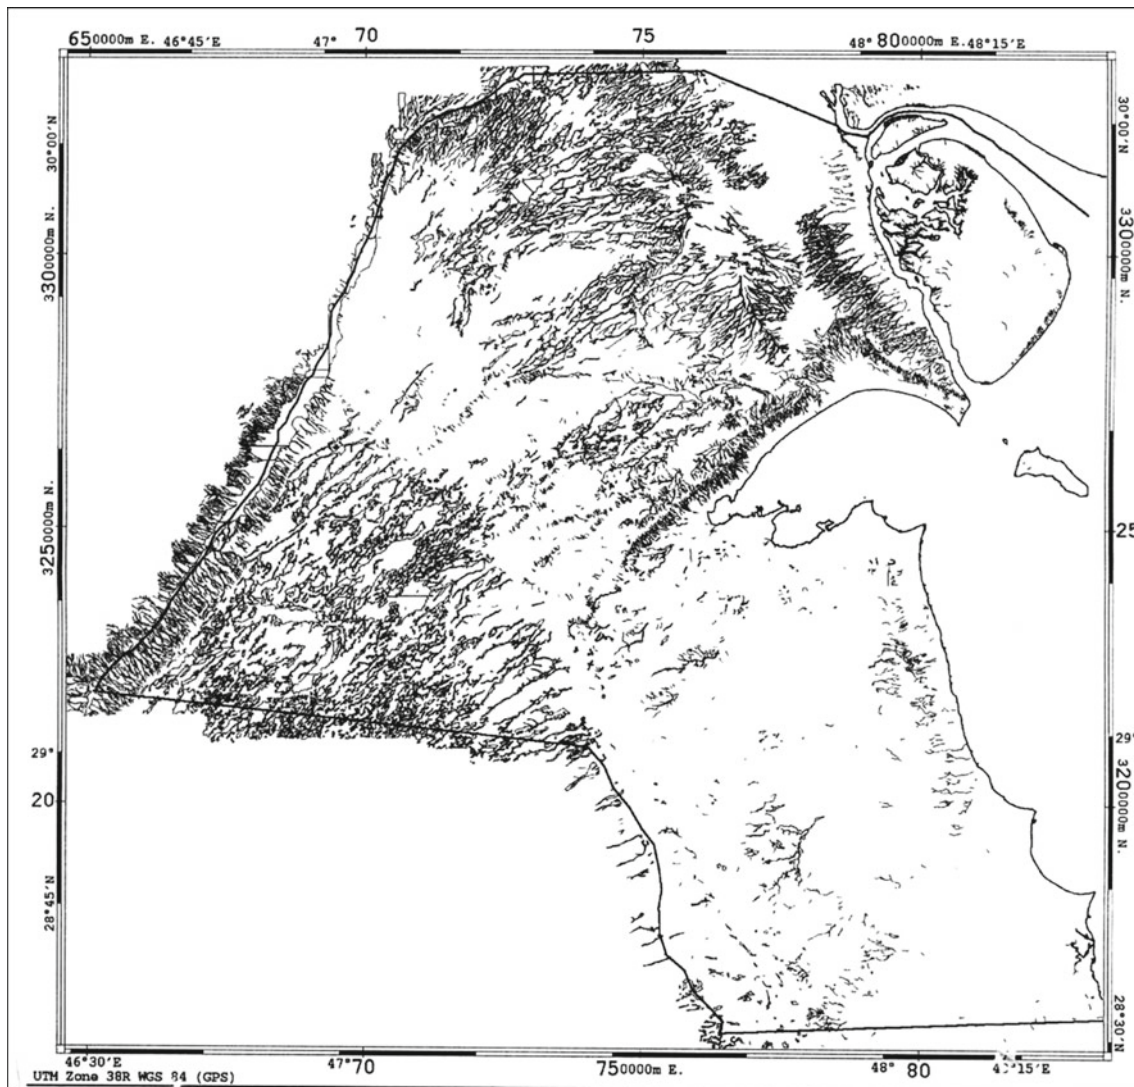 650000m E. 46°45'E 47° 70 75 48° 800000m E. 48°15'E
30°00'N
30°00'N
3300000m N.
3300000m N.
3250000m N.
25
29°
29°
20
3200000m N.
28°45'N
28°30'N
46°30'E 47° 70 750000m E. 48° 80 15'E
UTM Zone 38R WGS 84 (GPS)